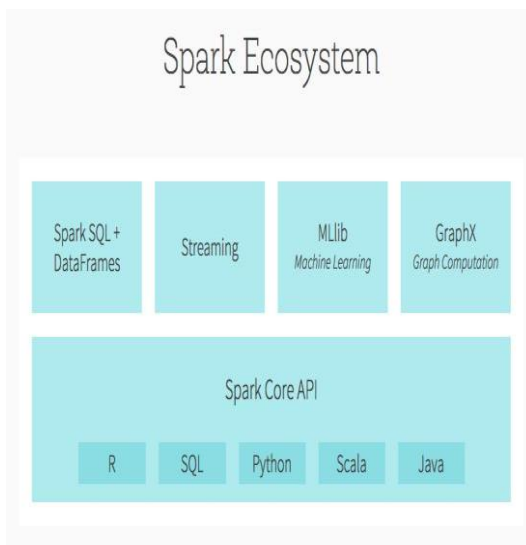 Spark Ecosystem
Spark SQL +
DataFrames
Streaming
MLlib
Machine Learning
GraphX
Graph Computation
Spark Core API
R
SQL
Python
Scala
Java